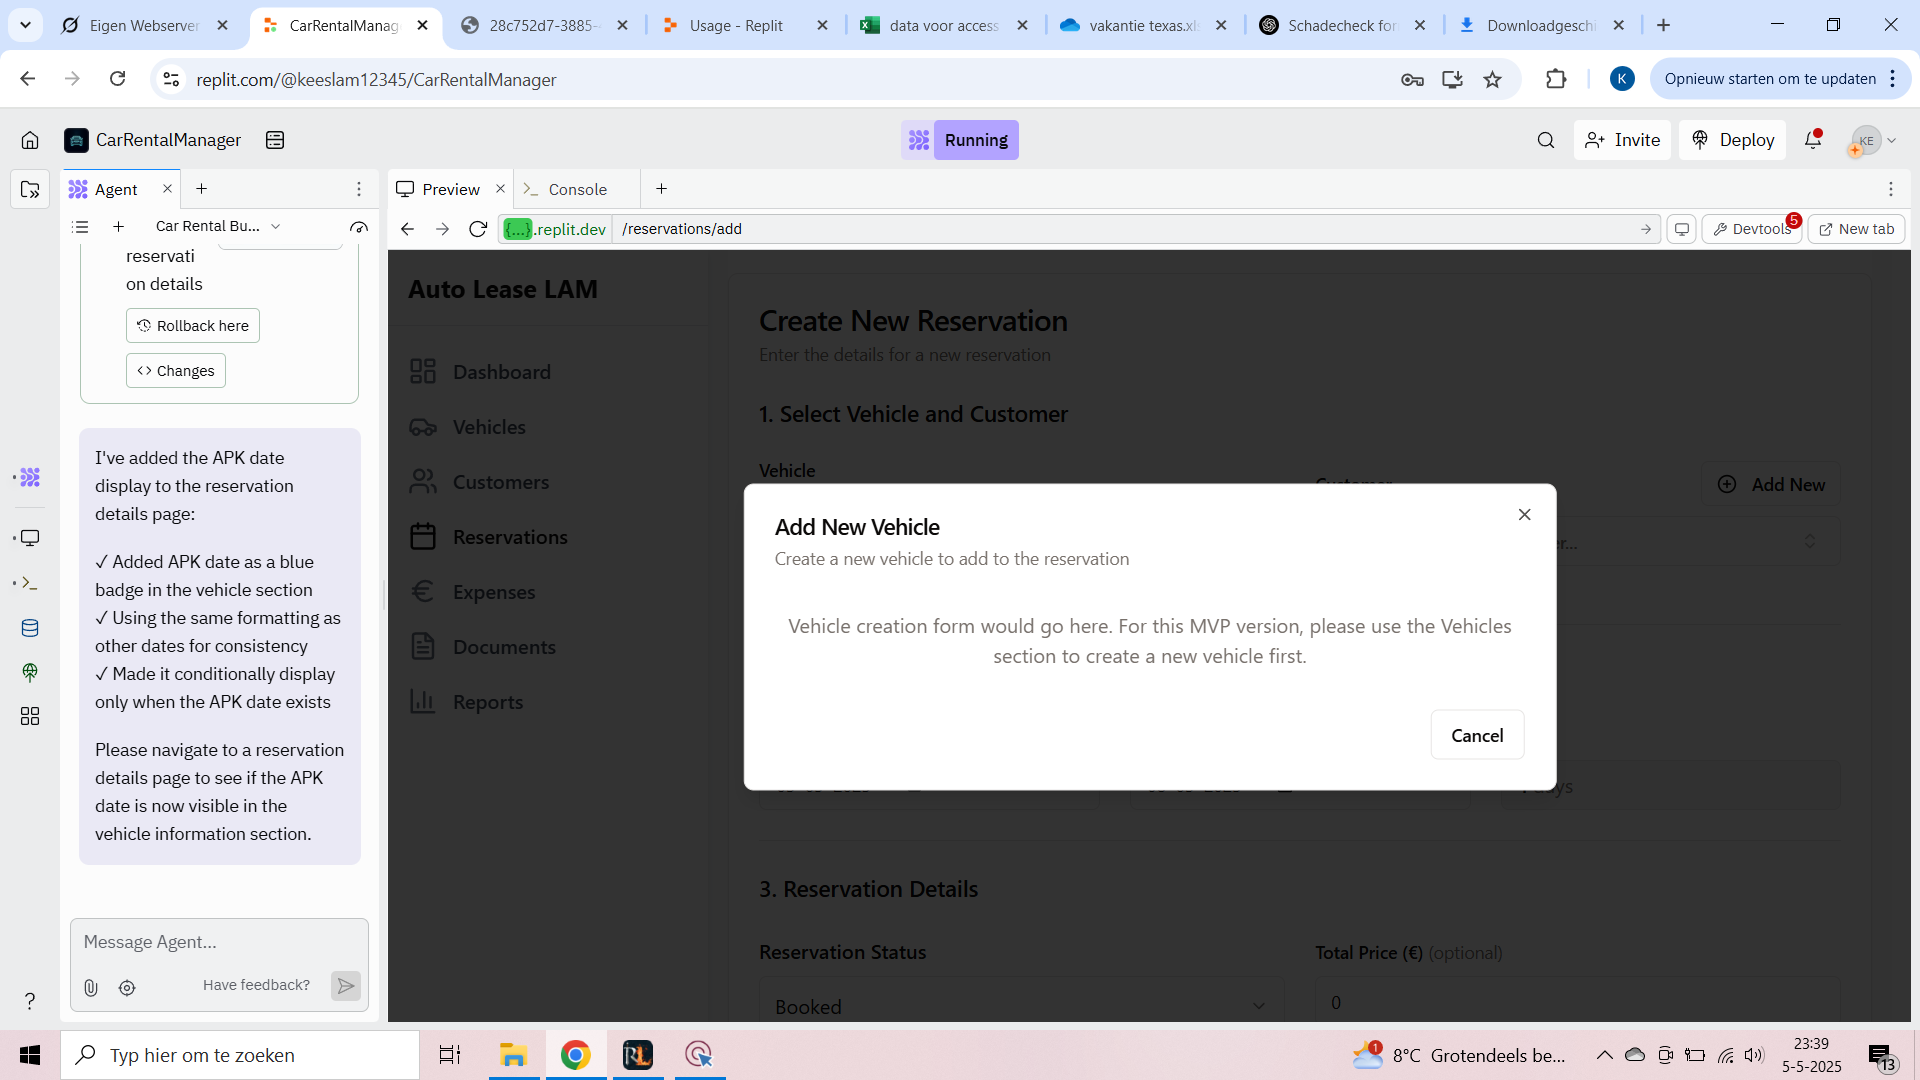 Eigen Webserver
CarRentalManag
28c752d7-3885-
Usage - Replit
data voor access
vakantie texas.xls
Schadecheck for
Downloadgeschi
replit.com/@keeslam12345/CarRentalManager
K
Opnieuw starten om te updaten
CarRentalManager
Running
Invite
Deploy
KE
Agent
Preview
Console
Car Rental Bu...
{...}.replit.dev
/reservations/add
Devtools
5
New tab
reservati
on details
Rollback here
<> Changes
I've added the APK date
display to the reservation
details page:
✓ Added APK date as a blue
badge in the vehicle section
✓ Using the same formatting as
other dates for consistency
✓ Made it conditionally display
only when the APK date exists
Please navigate to a reservation
details page to see if the APK
date is now visible in the
vehicle information section.
Message Agent...
Have feedback?
?
Auto Lease LAM
Dashboard
Vehicles
Customers
Reservations
Expenses
Documents
Reports
Create New Reservation
Enter the details for a new reservation
1. Select Vehicle and Customer
Vehicle
Customer
Add New
er...
Add New Vehicle
Create a new vehicle to add to the reservation
Vehicle creation form would go here. For this MVP version, please use the Vehicles
section to create a new vehicle first.
Cancel
days
3. Reservation Details
Reservation Status
Total Price (€) (optional)
Booked
0
Typ hier om te zoeken
RL
1
8°C Grotendeels be...
23:39
5-5-2025
13